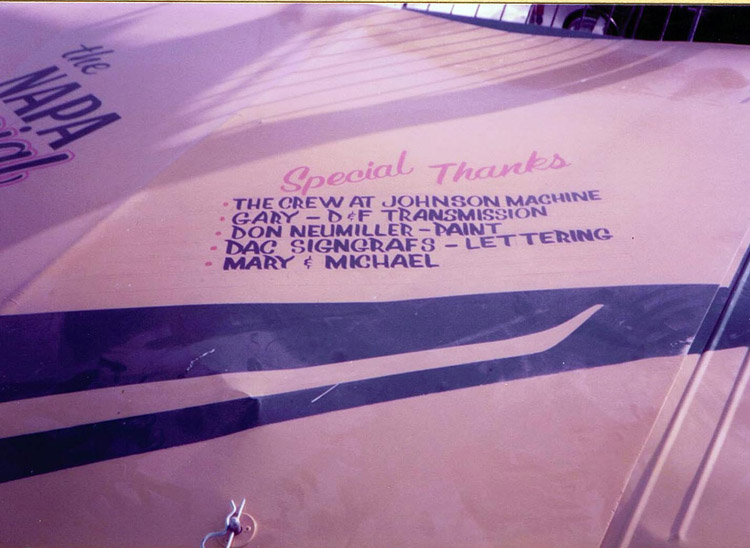 the
NAPA
Special Thanks
• THE CREW AT JOHNSON MACHINE
• GARY - D & F TRANSMISSION
• DON NEUMILLER - PAINT
• DAC SIGNGRAFS - LETTERING
• MARY & MICHAEL